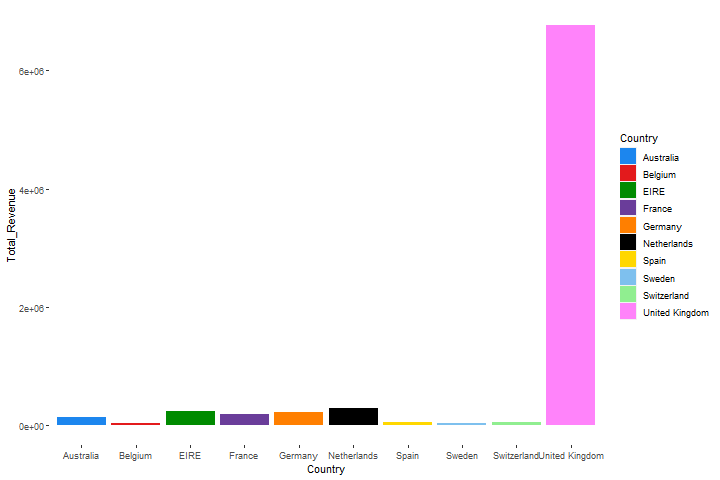 6e+06
4e+06
2e+06
0e+00
Total_Revenue
Australia Belgium EIRE France Germany Netherlands Spain Sweden Switzerland United Kingdom
Country
Country
Australia
Belgium
EIRE
France
Germany
Netherlands
Spain
Sweden
Switzerland
United Kingdom